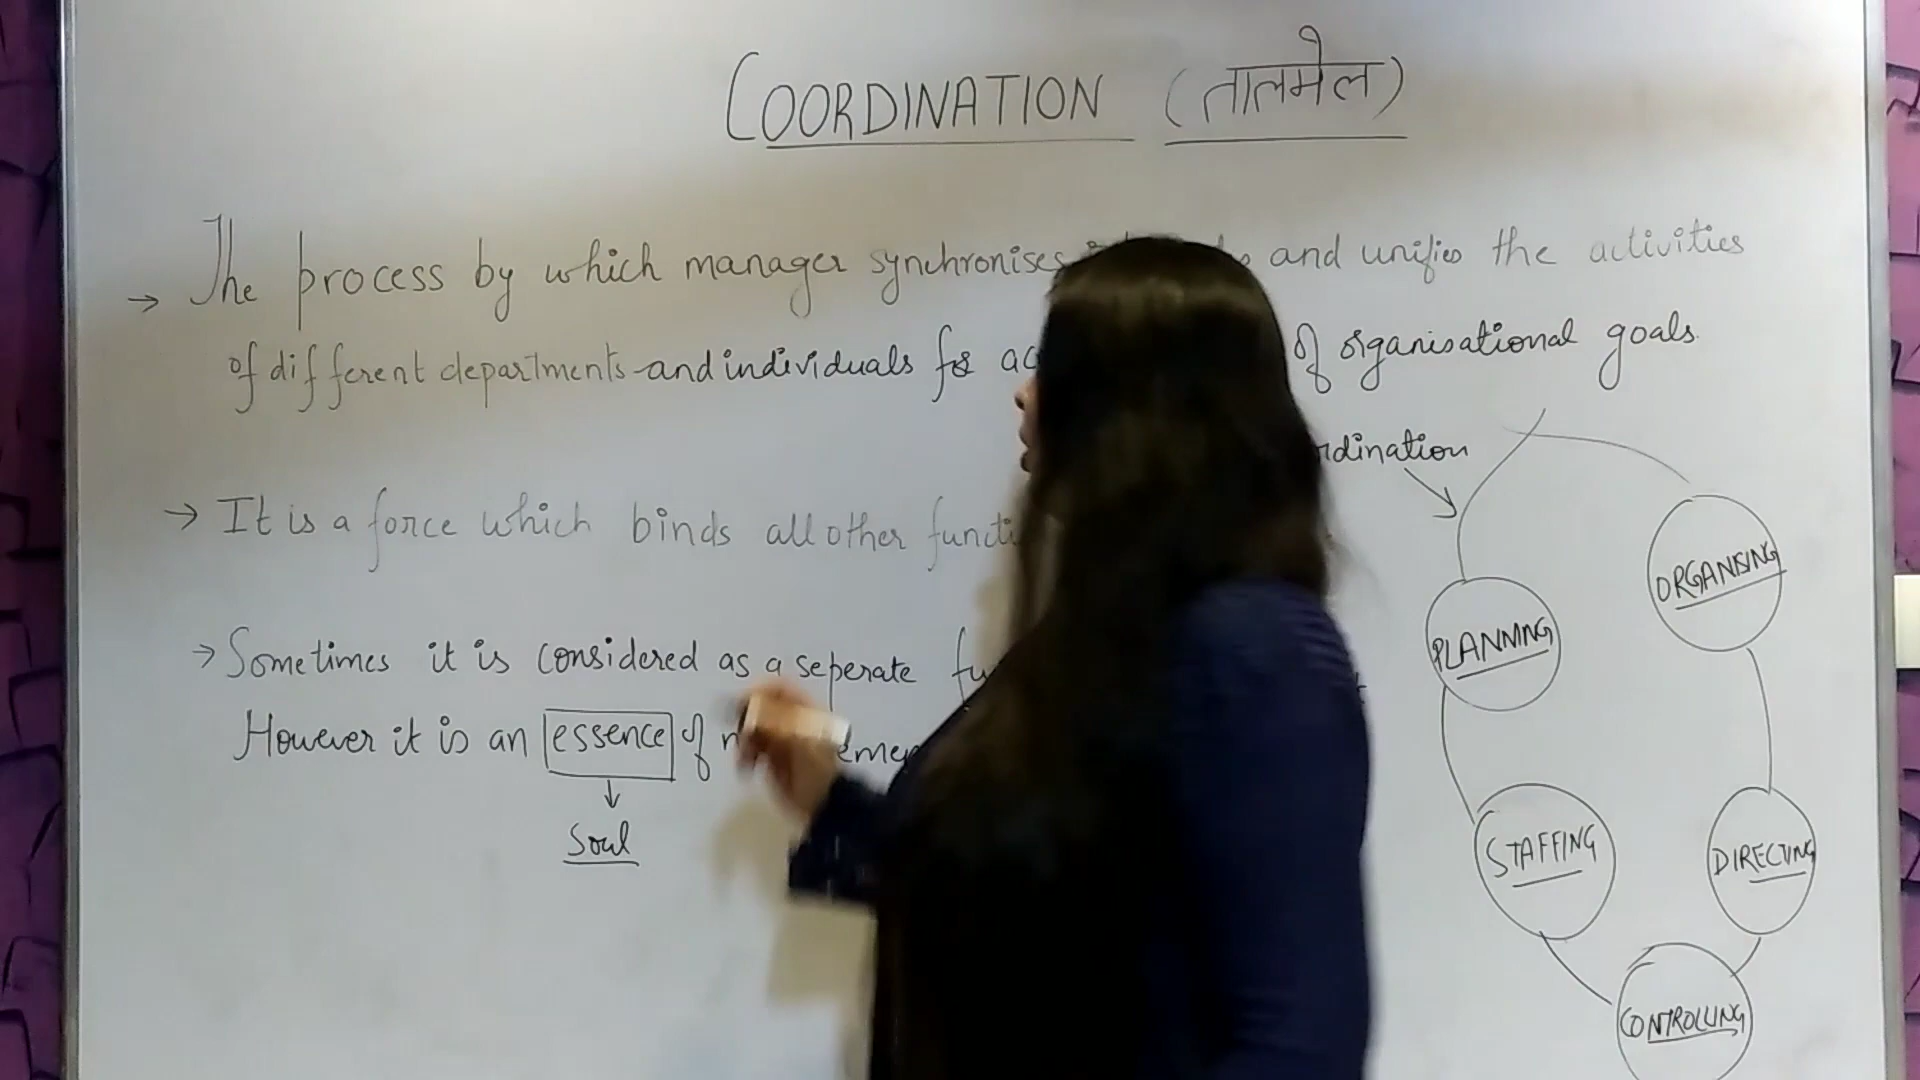 COORDINATION (तालमेल)
→ The process by which manager synchronises and unifies the activities
of different departments and individuals for of organisational goals.
→ It is a force which binds all other
→ Sometimes it is considered as a seperate
However it is an essence of
↓
Soul
PLANNING
ORGANISING
STAFFING
DIRECTING
CONTROLLING